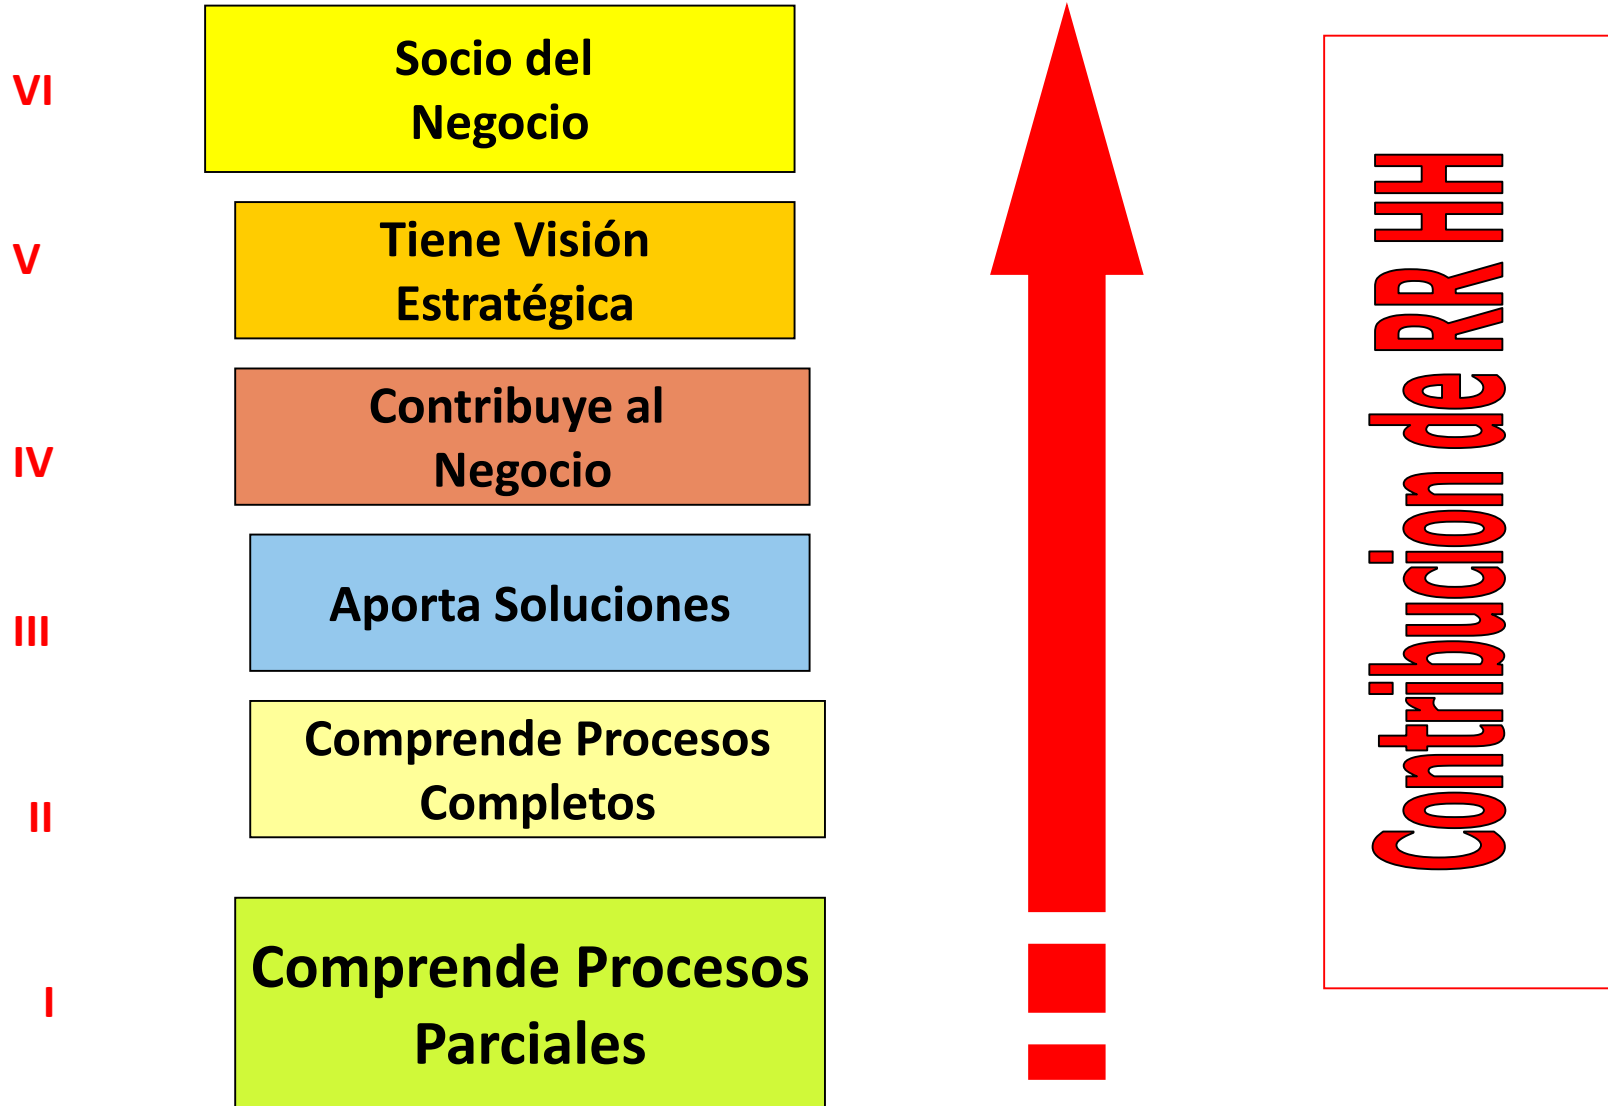 VI
Socio del
Negocio
V
Tiene Visión
Estratégica
IV
Contribuye al
Negocio
III
Aporta Soluciones
II
Comprende Procesos
Completos
I
Comprende Procesos
Parciales
Contribucion de RR HH